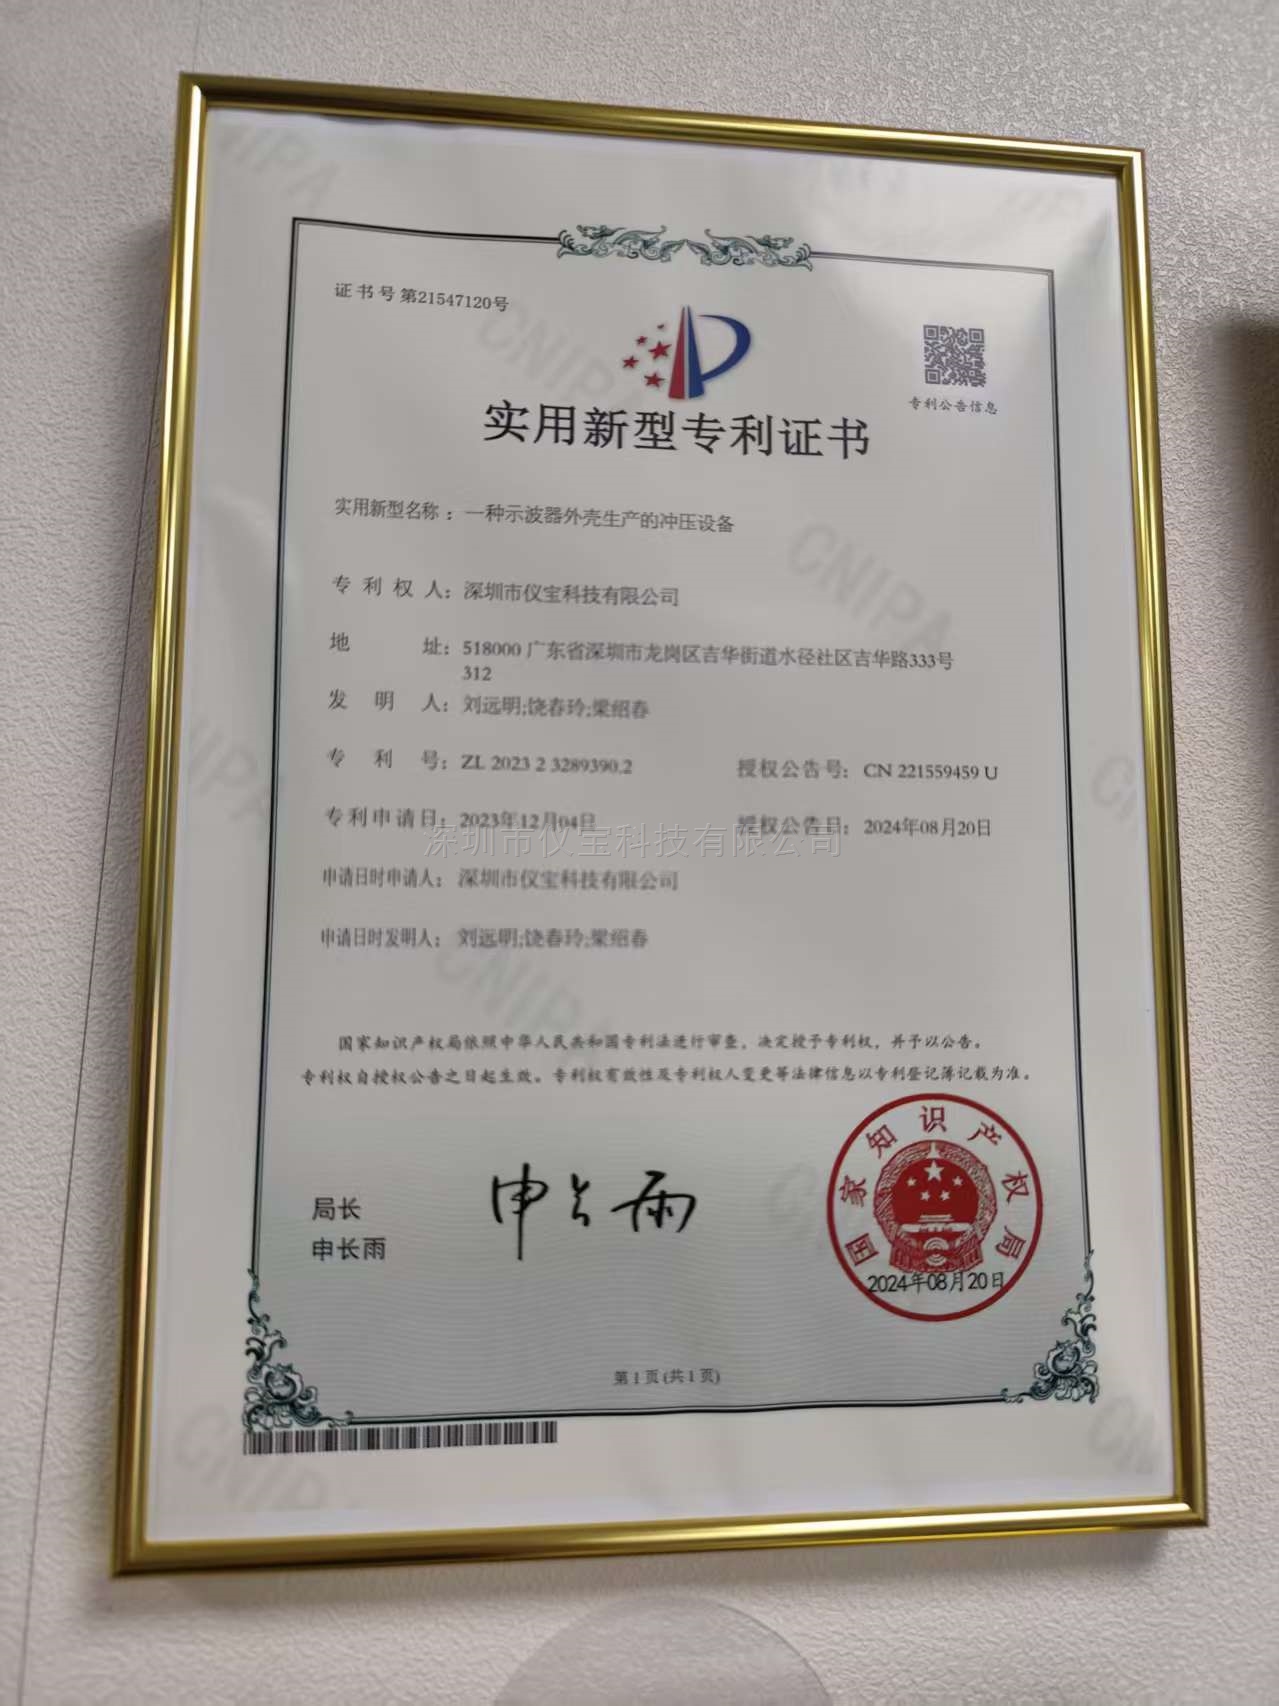 证书号第21547120号
专利公告信息
实用新型专利证书
实用新型名称：一种示波器外壳生产的冲压设备
专利权人：深圳市仪宝科技有限公司
地址：518000 广东省深圳市龙岗区吉华街道水径社区吉华路333号
312
发明人：刘远明;饶春玲;梁绍春
专利号：ZL 2023 2 3289390.2
授权公告号：CN 221559459 U
专利申请日：2023年12月04日
授权公告日：2024年08月20日
深圳市仪宝科技有限公司
申请日时申请人：深圳市仪宝科技有限公司
申请日时发明人：刘远明;饶春玲;梁绍春
国家知识产权局依照中华人民共和国专利法进行审查，决定授予专利权，并予以公告。
专利权自授权公告之日起生效。专利权有效性及专利权人变更等法律信息以专利登记簿记载为准。
局长
申长雨
申长雨
国家知识产权局
2024年08月20日
第1页(共1页)
CNIPA
CNIPA
CNIPA
CNIPA